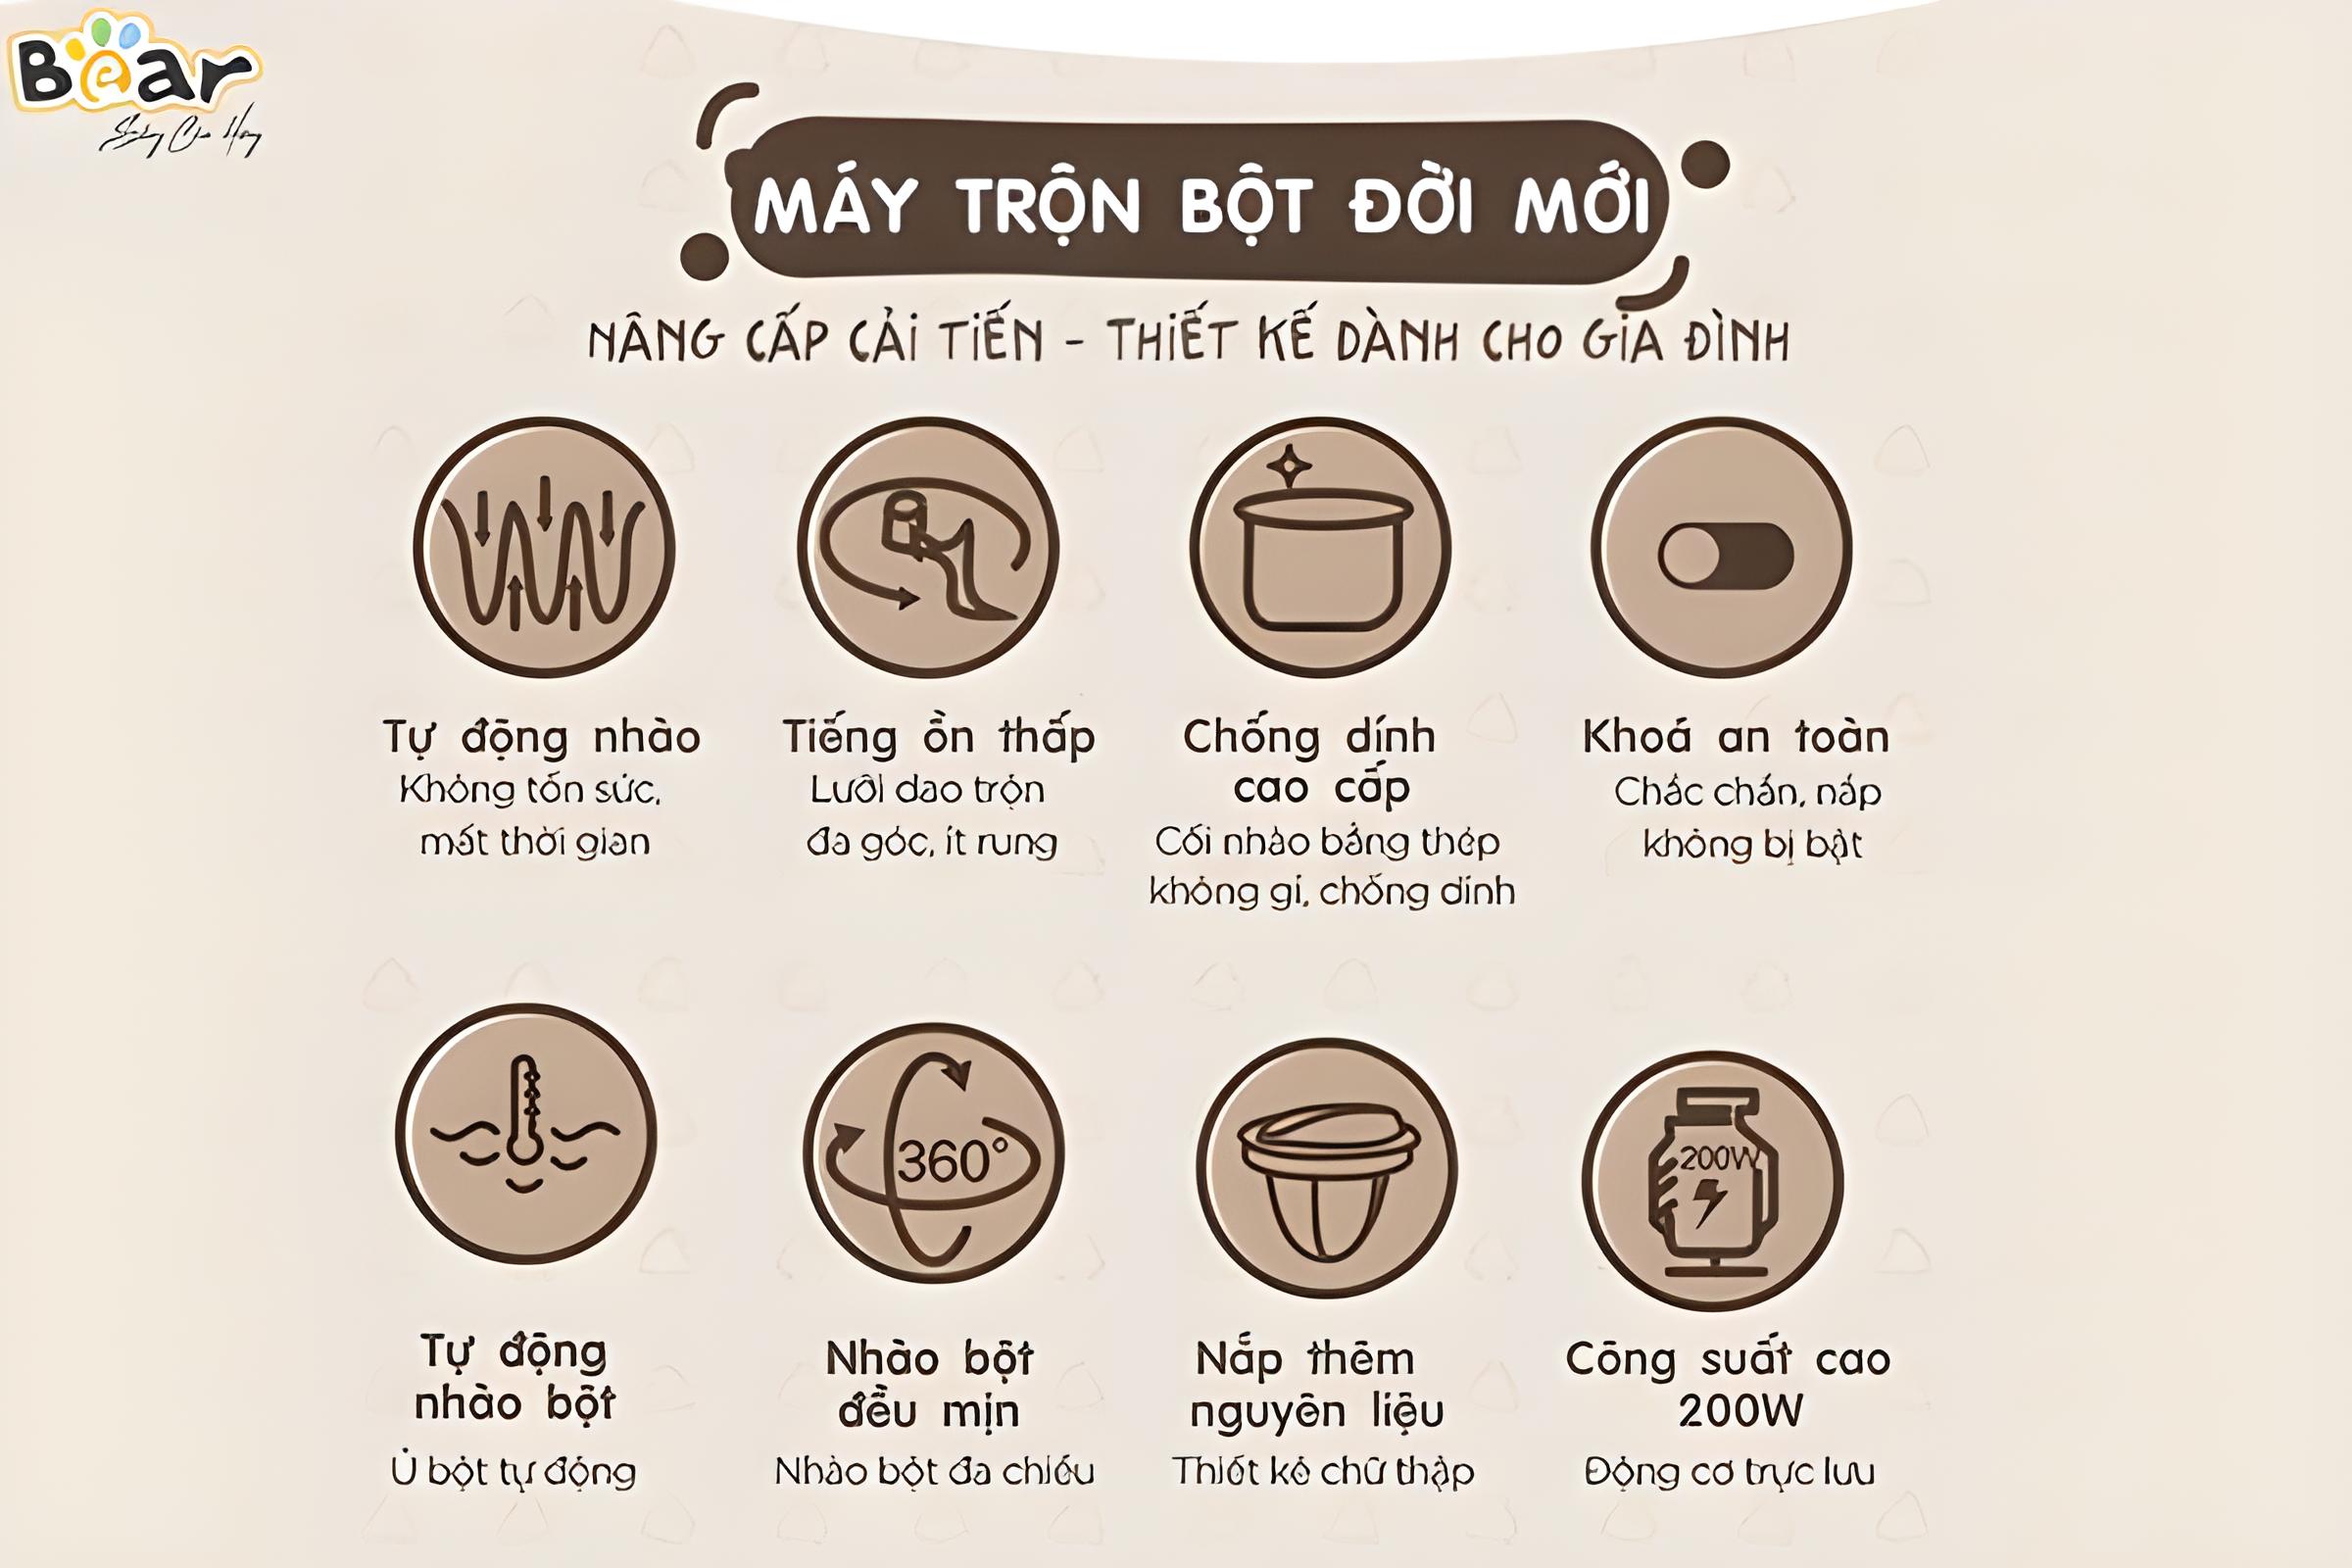 Bear
MÁY TRỘN BỘT ĐỜI MỚI
NÂNG CẤP CẢI TIẾN - THIẾT KẾ DÀNH CHO GIA ĐÌNH
Tự động nhào
Không tốn sức,
mất thời gian
Tiếng ồn thấp
Lưỡi dao trộn
đa góc, ít rung
Chống dính
cao cấp
Cối nhào bằng thép
không gỉ, chống dính
Khoá an toàn
Chắc chắn, nắp
không bị bật
Tự động
nhào bột
Ủ bột tự động
360°
Nhào bột
đều mịn
Nhào bột đa chiều
Nắp thêm
nguyên liệu
Thiết kế chữ thập
200W
Công suất cao
200W
Động cơ trực lưu